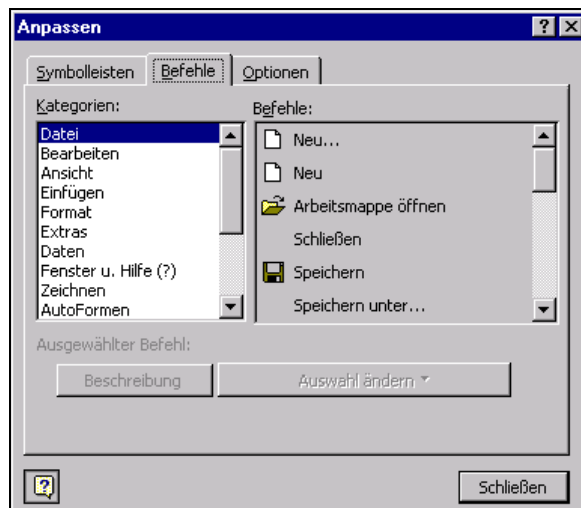 Anpassen
Symbolleisten Befehle Optionen
Kategorien:
Datei
Bearbeiten
Ansicht
Einfügen
Format
Extras
Daten
Fenster u. Hilfe (?)
Zeichnen
AutoFormen
Befehle:
Neu...
Neu
Arbeitsmappe öffnen
Schließen
Speichern
Speichern unter...
Ausgewählter Befehl:
Beschreibung Auswahl ändern
Schließen